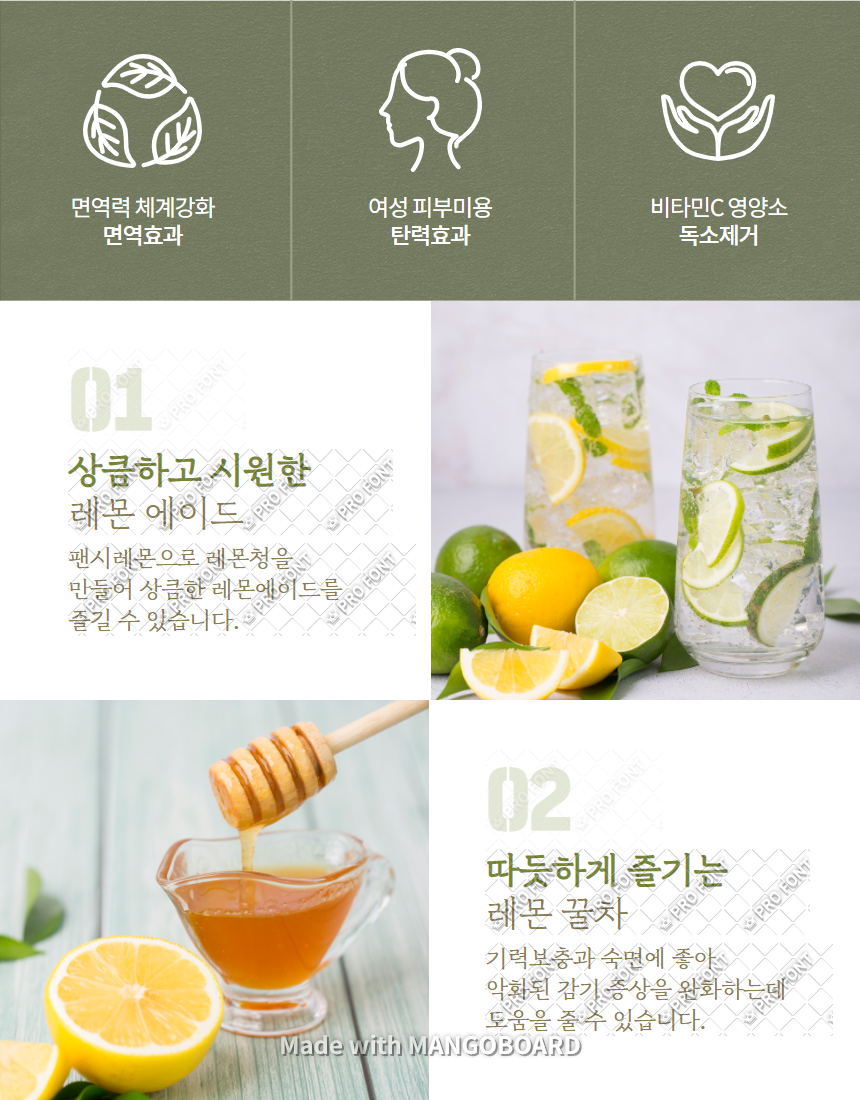 면역력 체계강화
면역효과
여성 피부미용
탄력효과
비타민C 영양소
독소제거
01
상큼하고 시원한
레몬 에이드
팬시레몬으로 래몬청을
만들어 상큼한 레몬에이드를
즐길 수 있습니다.
02
따듯하게 즐기는
레몬 꿀차
기력보충과 숙면에 좋아
악화된 감기 증상을 완화하는데
도움을 줄 수 있습니다.
Made with MANGOBOARD
PRO FONT